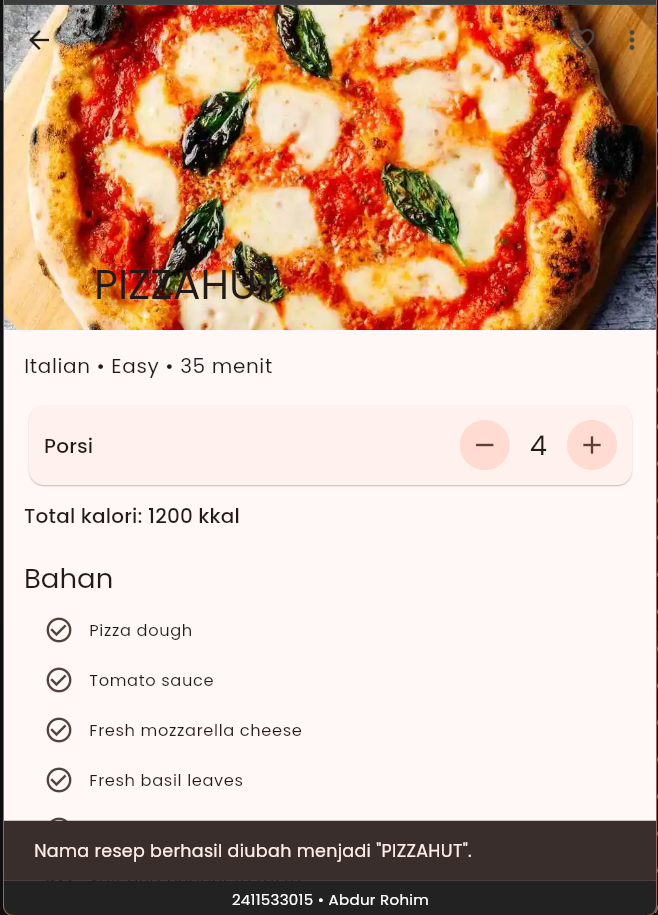 PIZZAHUT
Italian • Easy • 35 menit
Porsi
− 4 +
Total kalori: 1200 kkal
Bahan
Pizza dough
Tomato sauce
Fresh mozzarella cheese
Fresh basil leaves
Nama resep berhasil diubah menjadi "PIZZAHUT".
2411533015 • Abdur Rohim